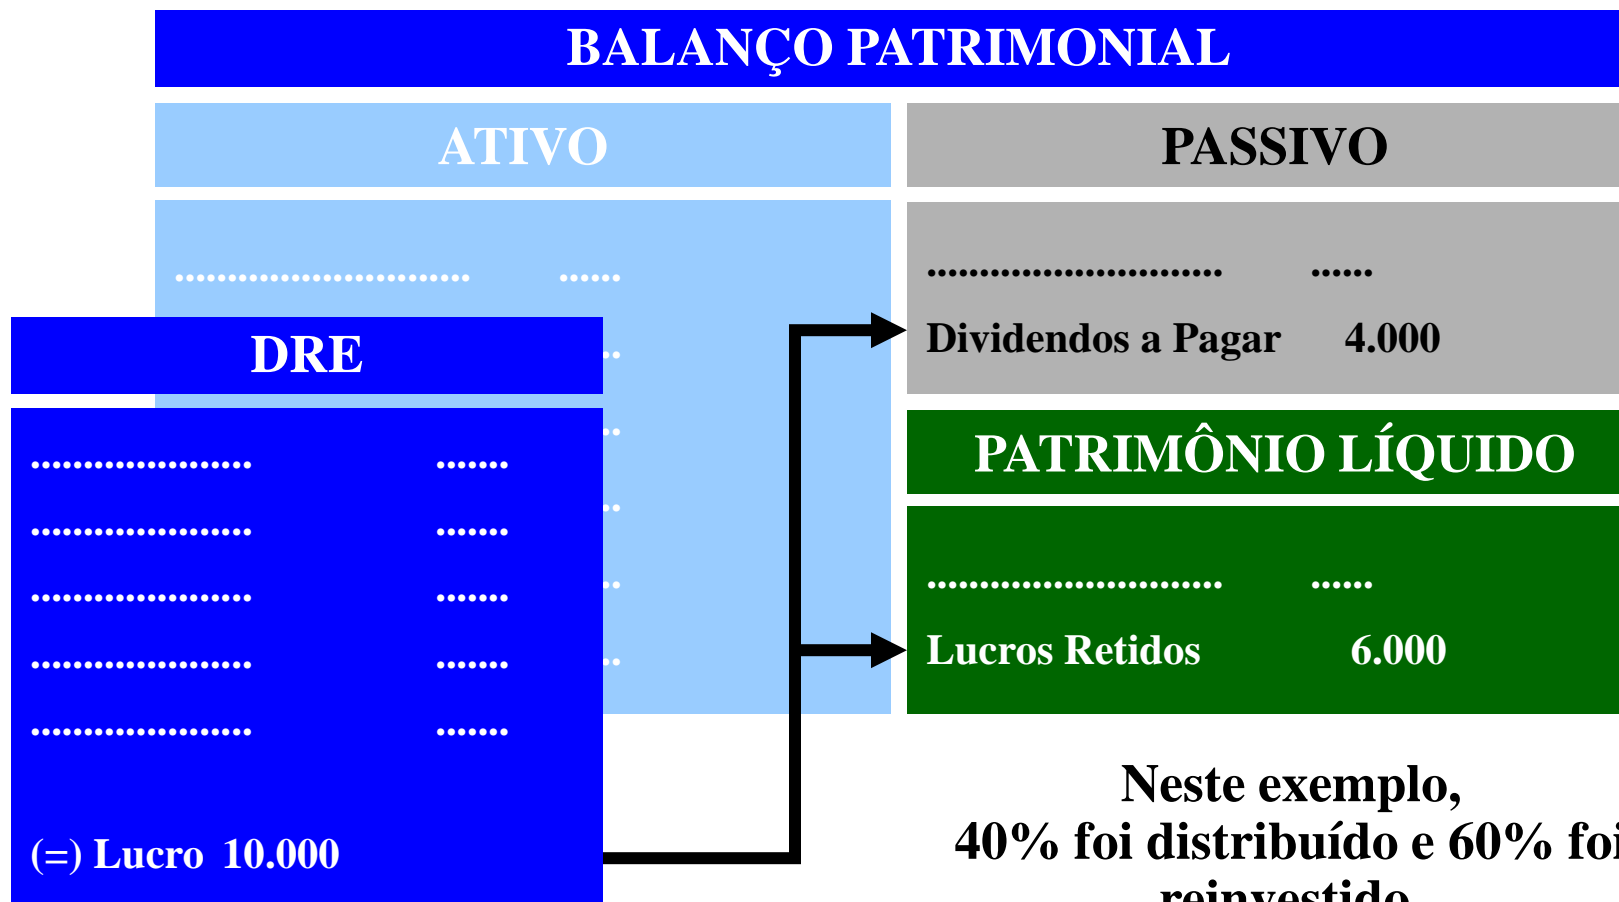 BALANÇO PATRIMONIAL
ATIVO
PASSIVO
............................ ......
............................ ......
Dividendos a Pagar 4.000
DRE
PATRIMÔNIO LÍQUIDO
..................... .......
..................... .......
..................... .......
..................... .......
..................... .......
(=) Lucro 10.000
............................ ......
Lucros Retidos 6.000
Neste exemplo,
40% foi distribuído e 60% foi
reinvestido